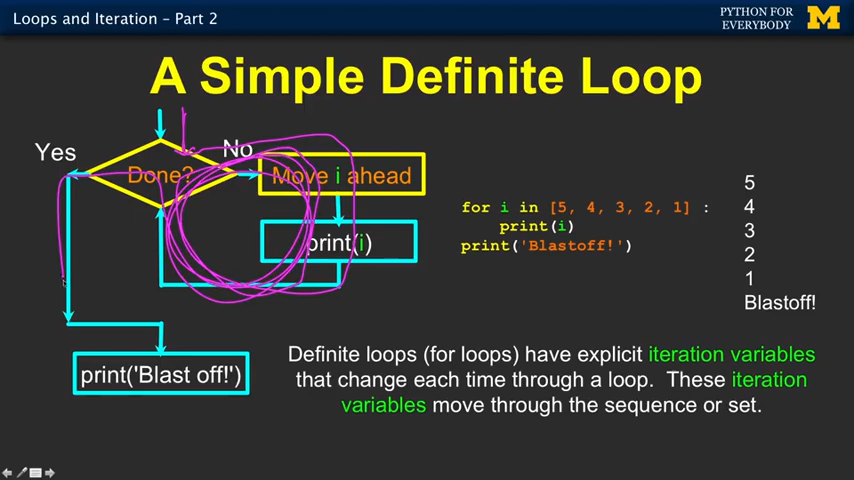 Loops and Iteration – Part 2
PYTHON FOR
EVERYBODY
M
A Simple Definite Loop
Yes
No
Done?
Move i ahead
print(i)
print('Blast off!')
for i in [5, 4, 3, 2, 1] :
print(i)
print('Blastoff!')
5
4
3
2
1
Blastoff!
Definite loops (for loops) have explicit iteration variables
that change each time through a loop. These iteration
variables move through the sequence or set.